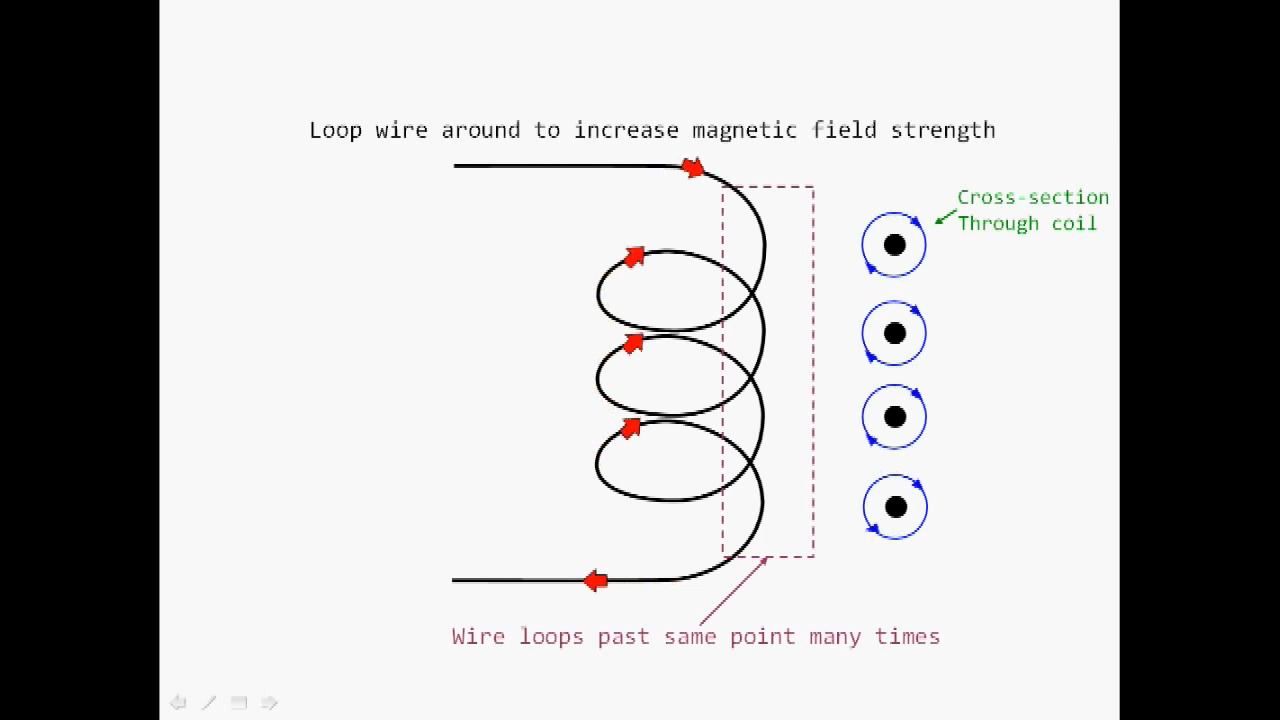 Loop wire around to increase magnetic field strength
Cross-section
Through coil
Wire loops past same point many times